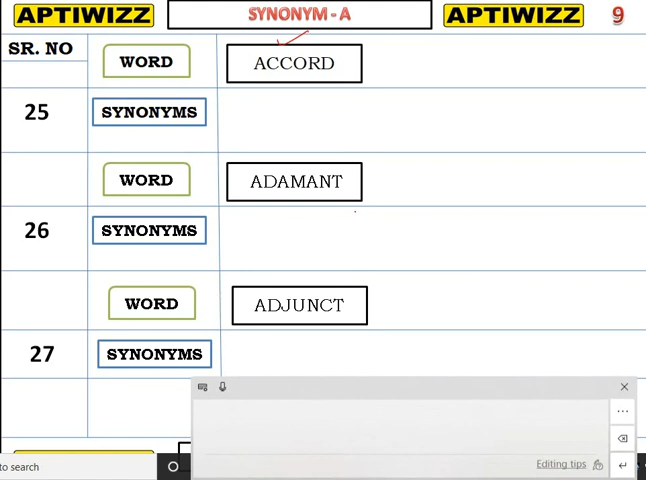 APTIWIZZ SYNONYM - A APTIWIZZ 9
SR. NO WORD ACCORD
25 SYNONYMS
WORD ADAMANT
26 SYNONYMS
WORD ADJUNCT
27 SYNONYMS
Editing tips
to search